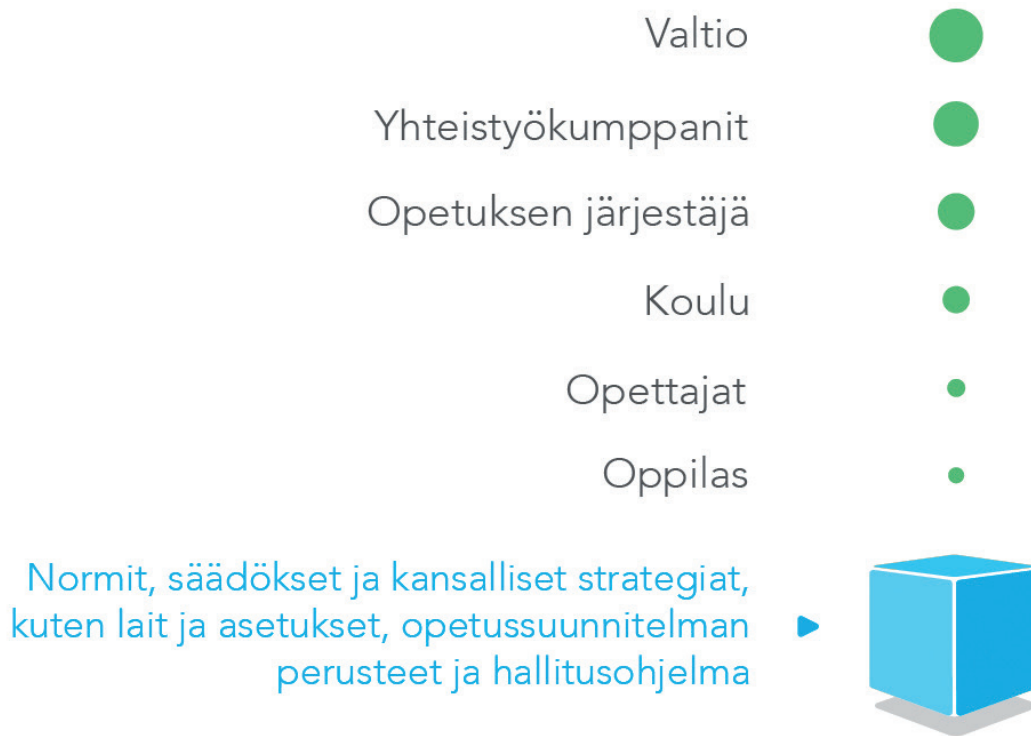 Valtio
Yhteistyökumppanit
Opetuksen järjestäjä
Koulu
Opettajat
Oppilas
Normit, säädökset ja kansalliset strategiat,
kuten lait ja asetukset, opetussuunnitelman
perusteet ja hallitusohjelma